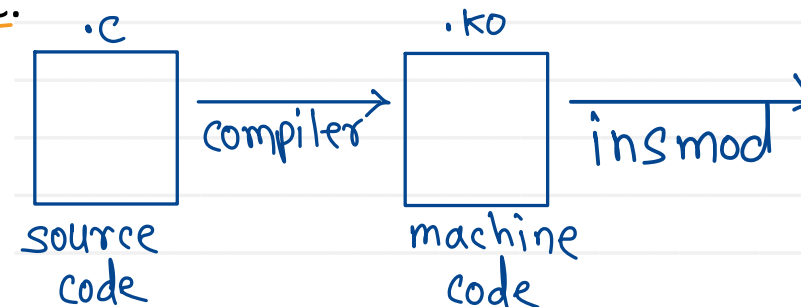 .c
.ko
compiler
insmod
source
code
machine
code